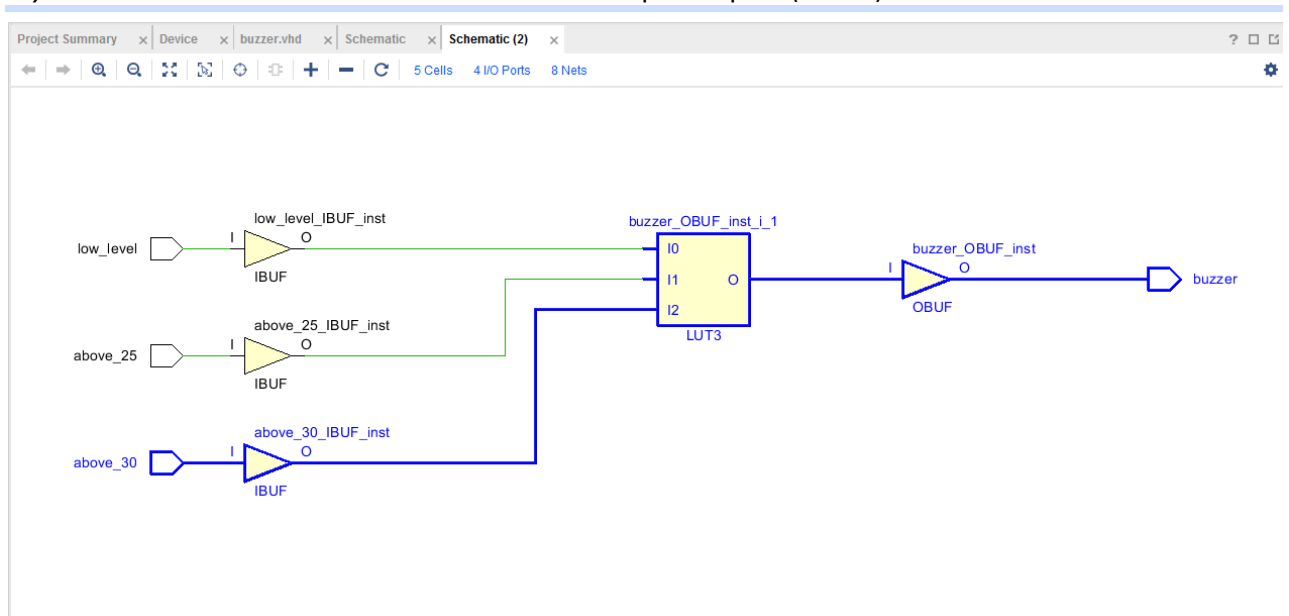 Project Summary × Device × buzzer.vhd × Schematic × Schematic (2) ×
5 Cells 4 I/O Ports 8 Nets
low_level_IBUF_inst
low_level
I
O
IBUF
above_25_IBUF_inst
above_25
I
O
IBUF
above_30_IBUF_inst
above_30
I
O
IBUF
buzzer_OBUF_inst_i_1
I0
I1
O
I2
LUT3
buzzer_OBUF_inst
I
O
OBUF
buzzer